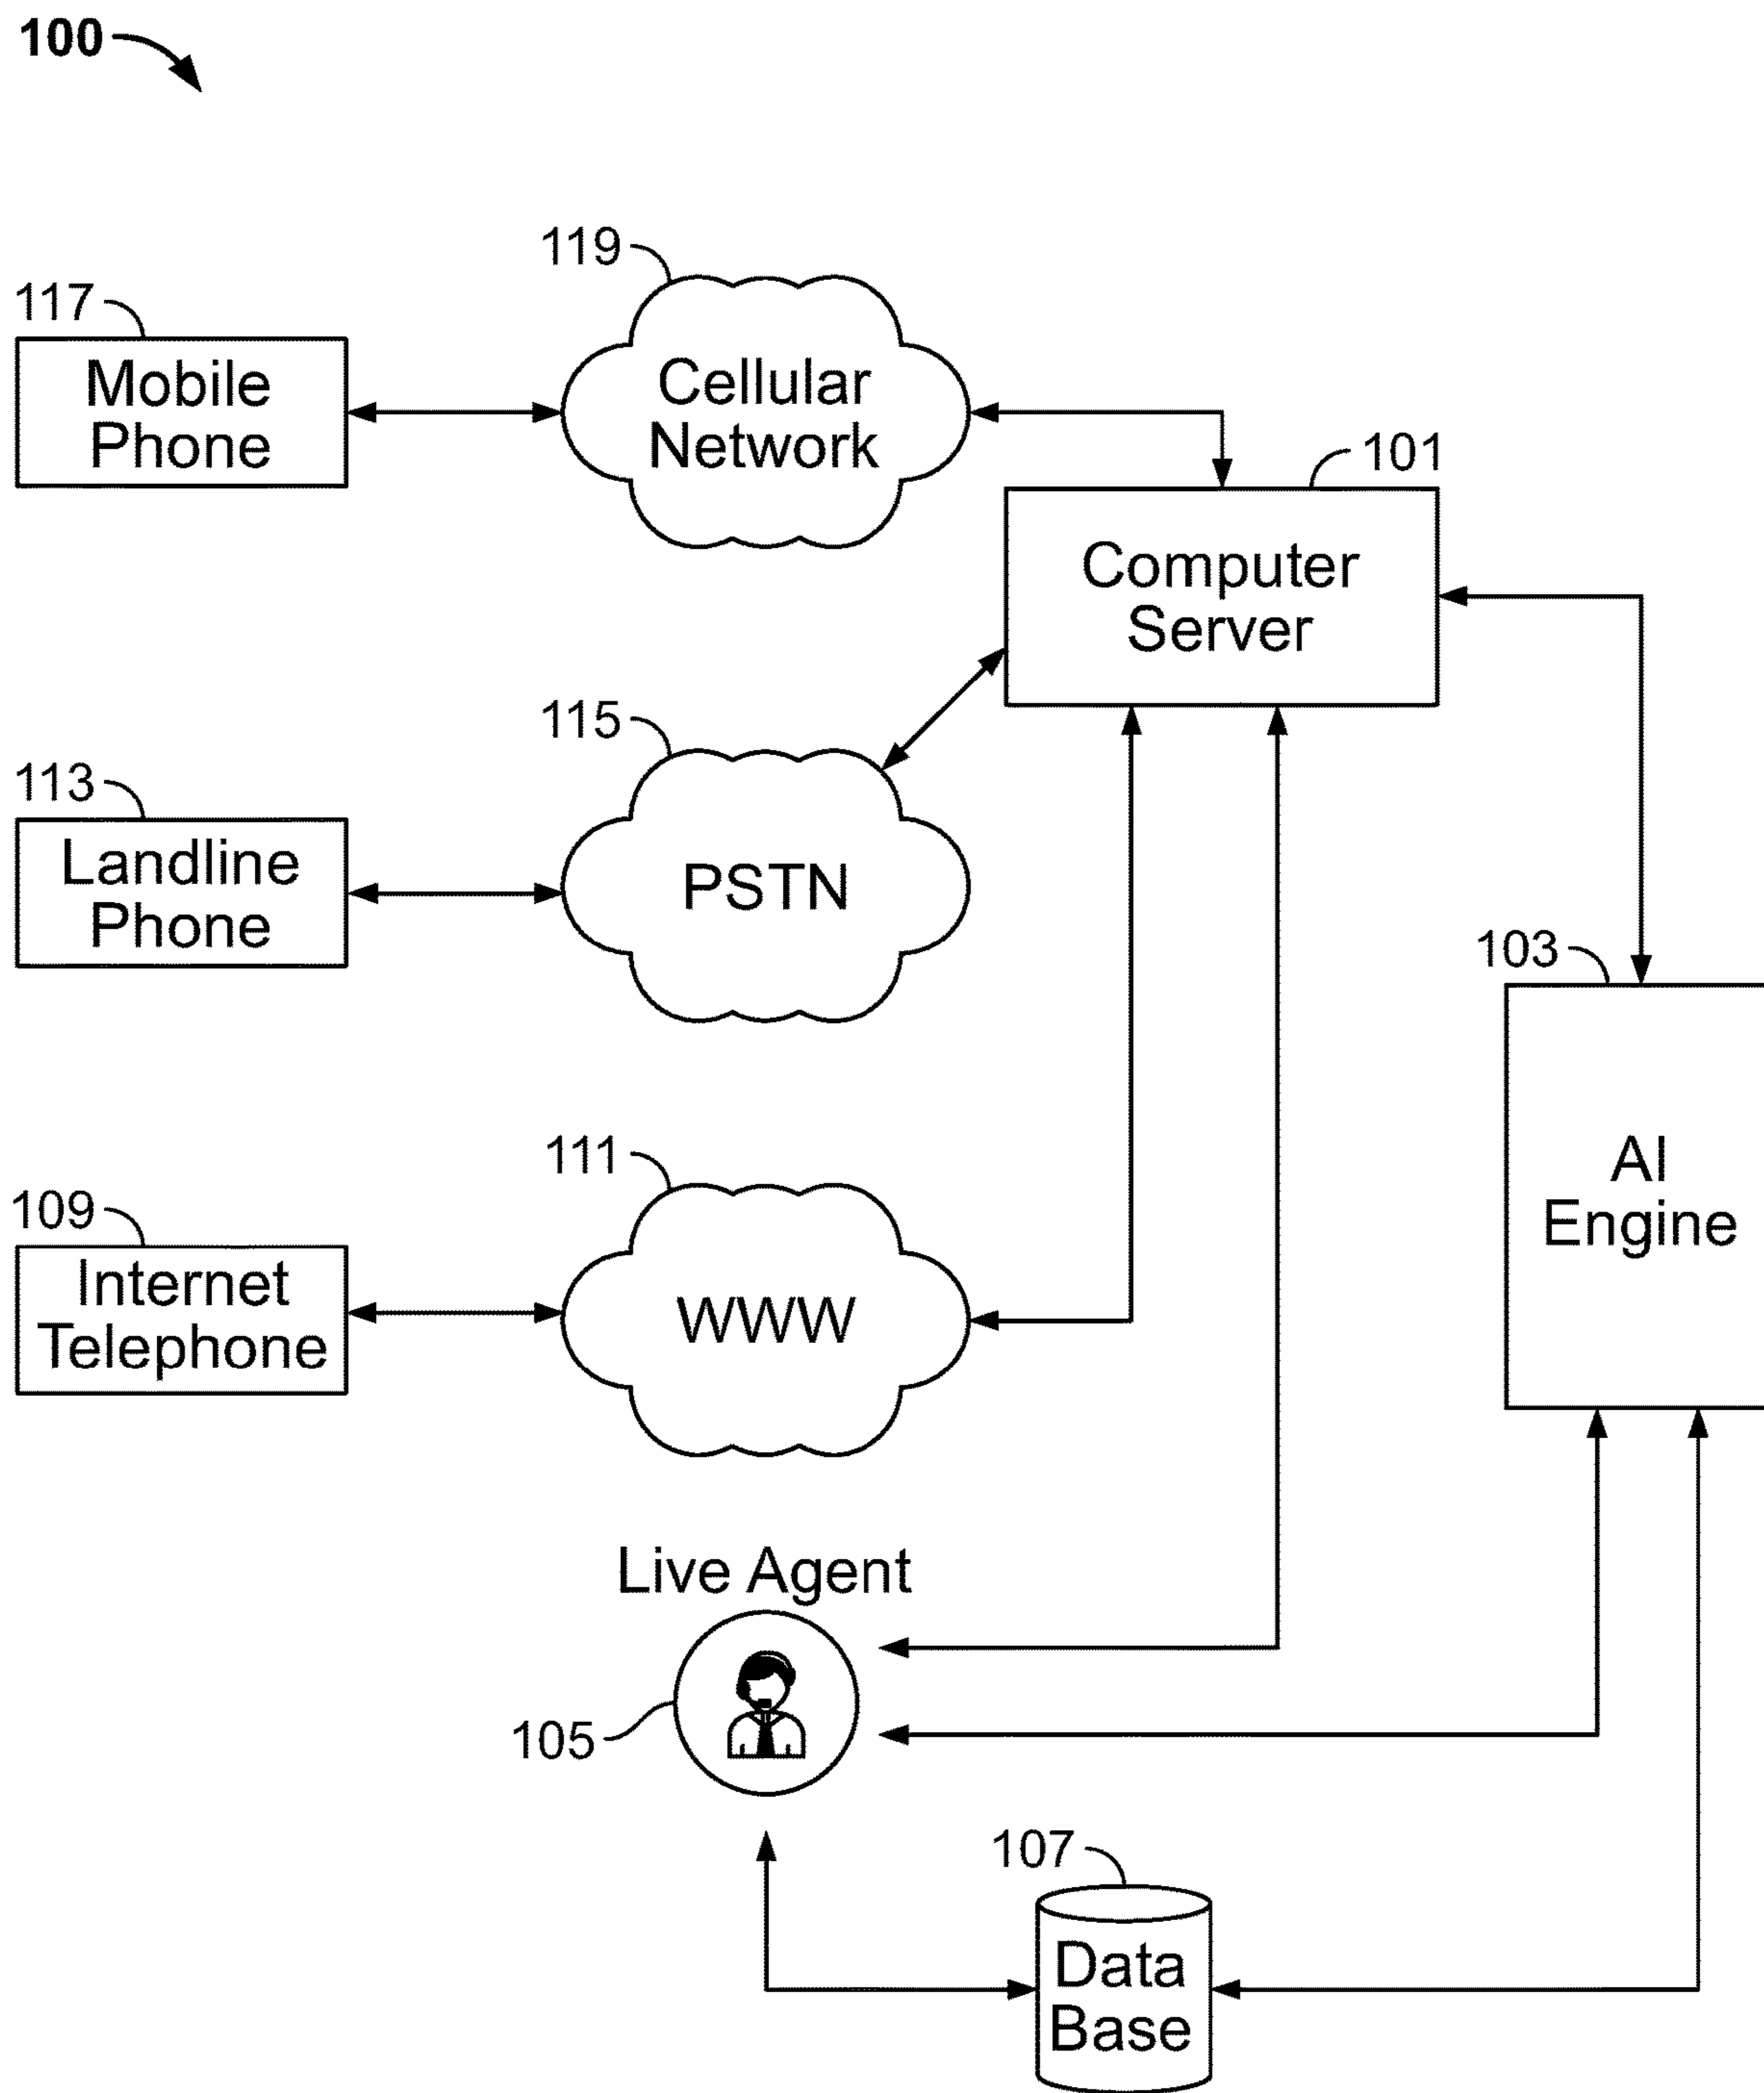 100
119
117
Mobile
Phone
Cellular
Network
101
Computer
Server
115
113
Landline
Phone
PSTN
103
AI
Engine
111
109
Internet
Telephone
WWW
Live Agent
105
107
Data
Base